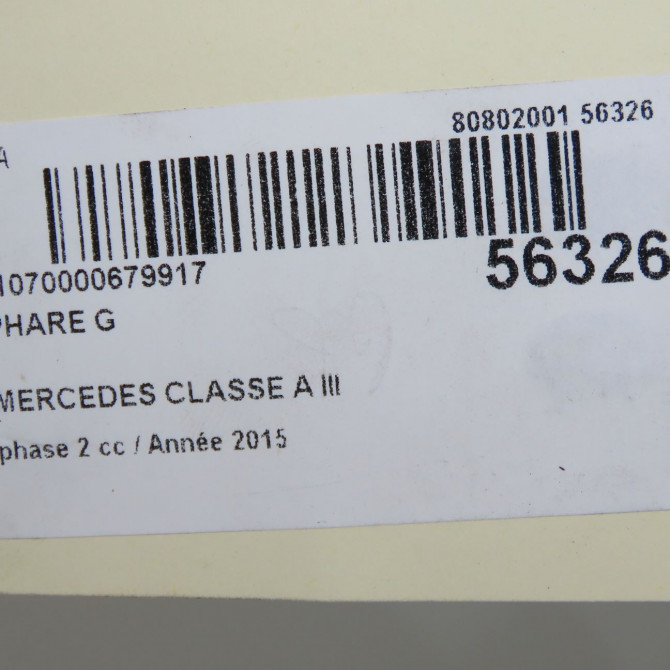 80802001 56326
A
1070000679917
56326
PHARE G
MERCEDES CLASSE A III
phase 2 cc / Année 2015